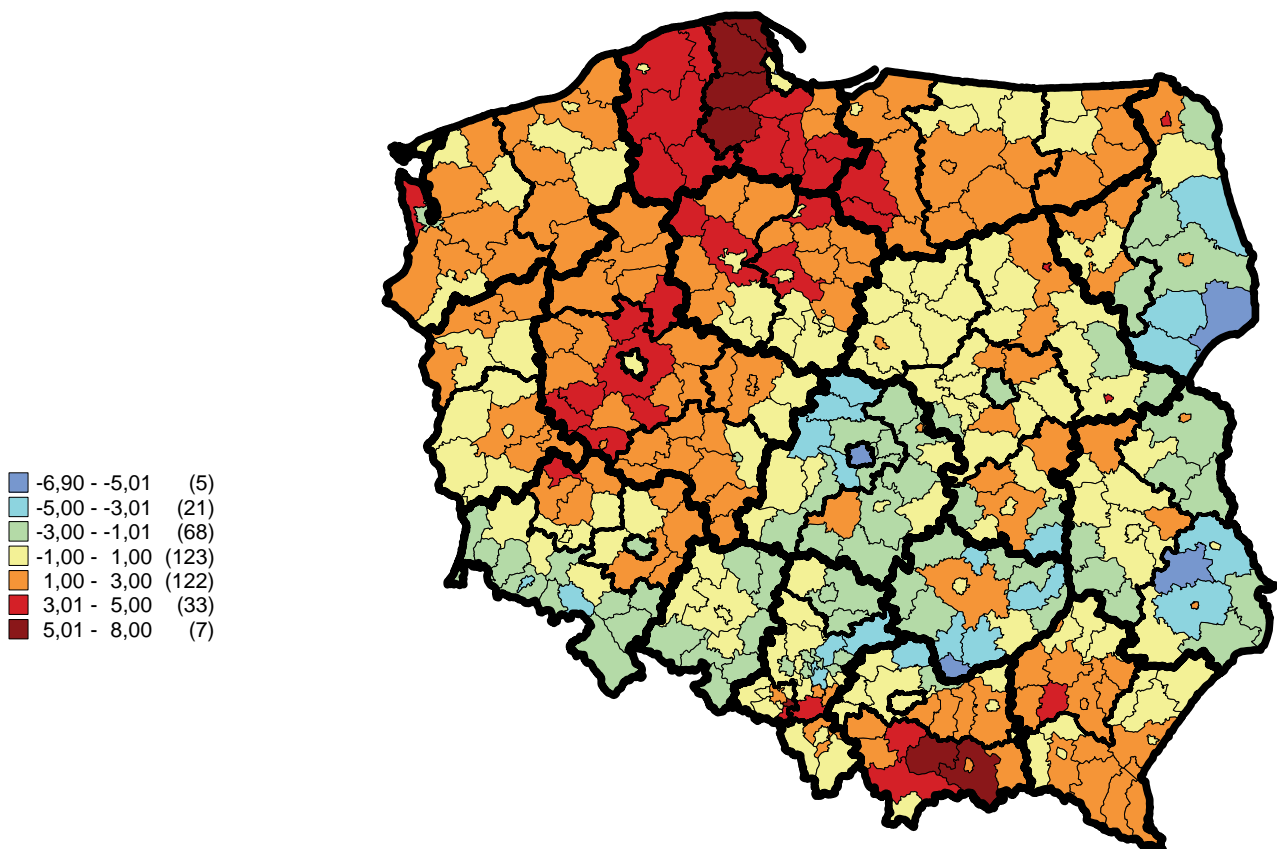 -6,90 - -5,01 (5)
-5,00 - -3,01 (21)
-3,00 - -1,01 (68)
-1,00 - 1,00 (123)
1,00 - 3,00 (122)
3,01 - 5,00 (33)
5,01 - 8,00 (7)